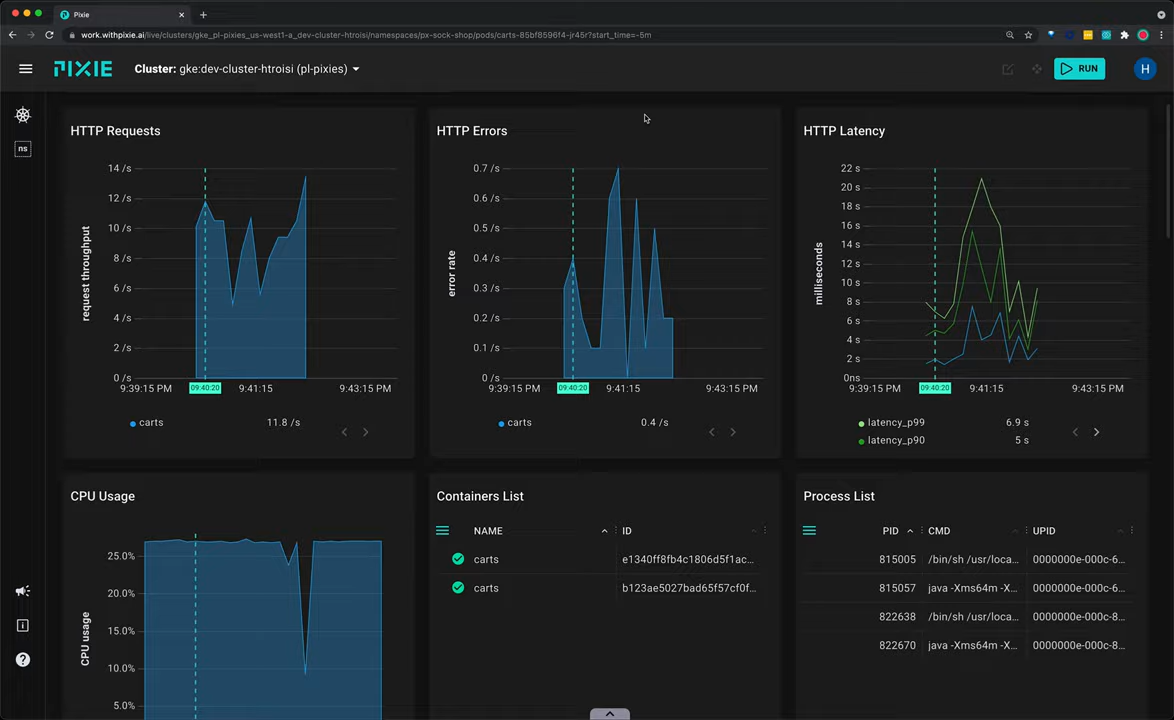 Pixie
work.withpixie.ai/live/clusters/gke_pl-pixies_us-west1-a_dev-cluster-htroisi/namespaces/px-sock-shop/pods/carts-85bf8596f4-jr45r?start_time=-5m
PIXIE
Cluster: gke:dev-cluster-htroisi (pl-pixies)
RUN
H
ns
HTTP Requests
request throughput
14 /s
12 /s
10 /s
8 /s
6 /s
4 /s
2 /s
0 /s
9:39:15 PM
09:40:20
9:41:15
9:43:15 PM
carts
11.8 /s
HTTP Errors
error rate
0.7 /s
0.6 /s
0.5 /s
0.4 /s
0.3 /s
0.2 /s
0.1 /s
0 /s
9:39:15 PM
09:40:20
9:41:15
9:43:15 PM
carts
0.4 /s
HTTP Latency
milliseconds
22 s
20 s
18 s
16 s
14 s
12 s
10 s
8 s
6 s
4 s
2 s
0ns
9:39:15 PM
09:40:20
9:41:15
9:43:15 PM
latency_p99 6.9 s
latency_p90 5 s
CPU Usage
CPU usage
25.0%
20.0%
15.0%
10.0%
5.0%
Containers List
NAME ID
carts e1340ff8fb4c1806d5f1ac...
carts b123ae5027bad65f57cf0f...
Process List
PID CMD UPID
815005 /bin/sh /usr/loca... 0000000e-000c-6...
815057 java -Xms64m -X... 0000000e-000c-6...
822638 /bin/sh /usr/loca... 0000000e-000c-8...
822670 java -Xms64m -X... 0000000e-000c-8...